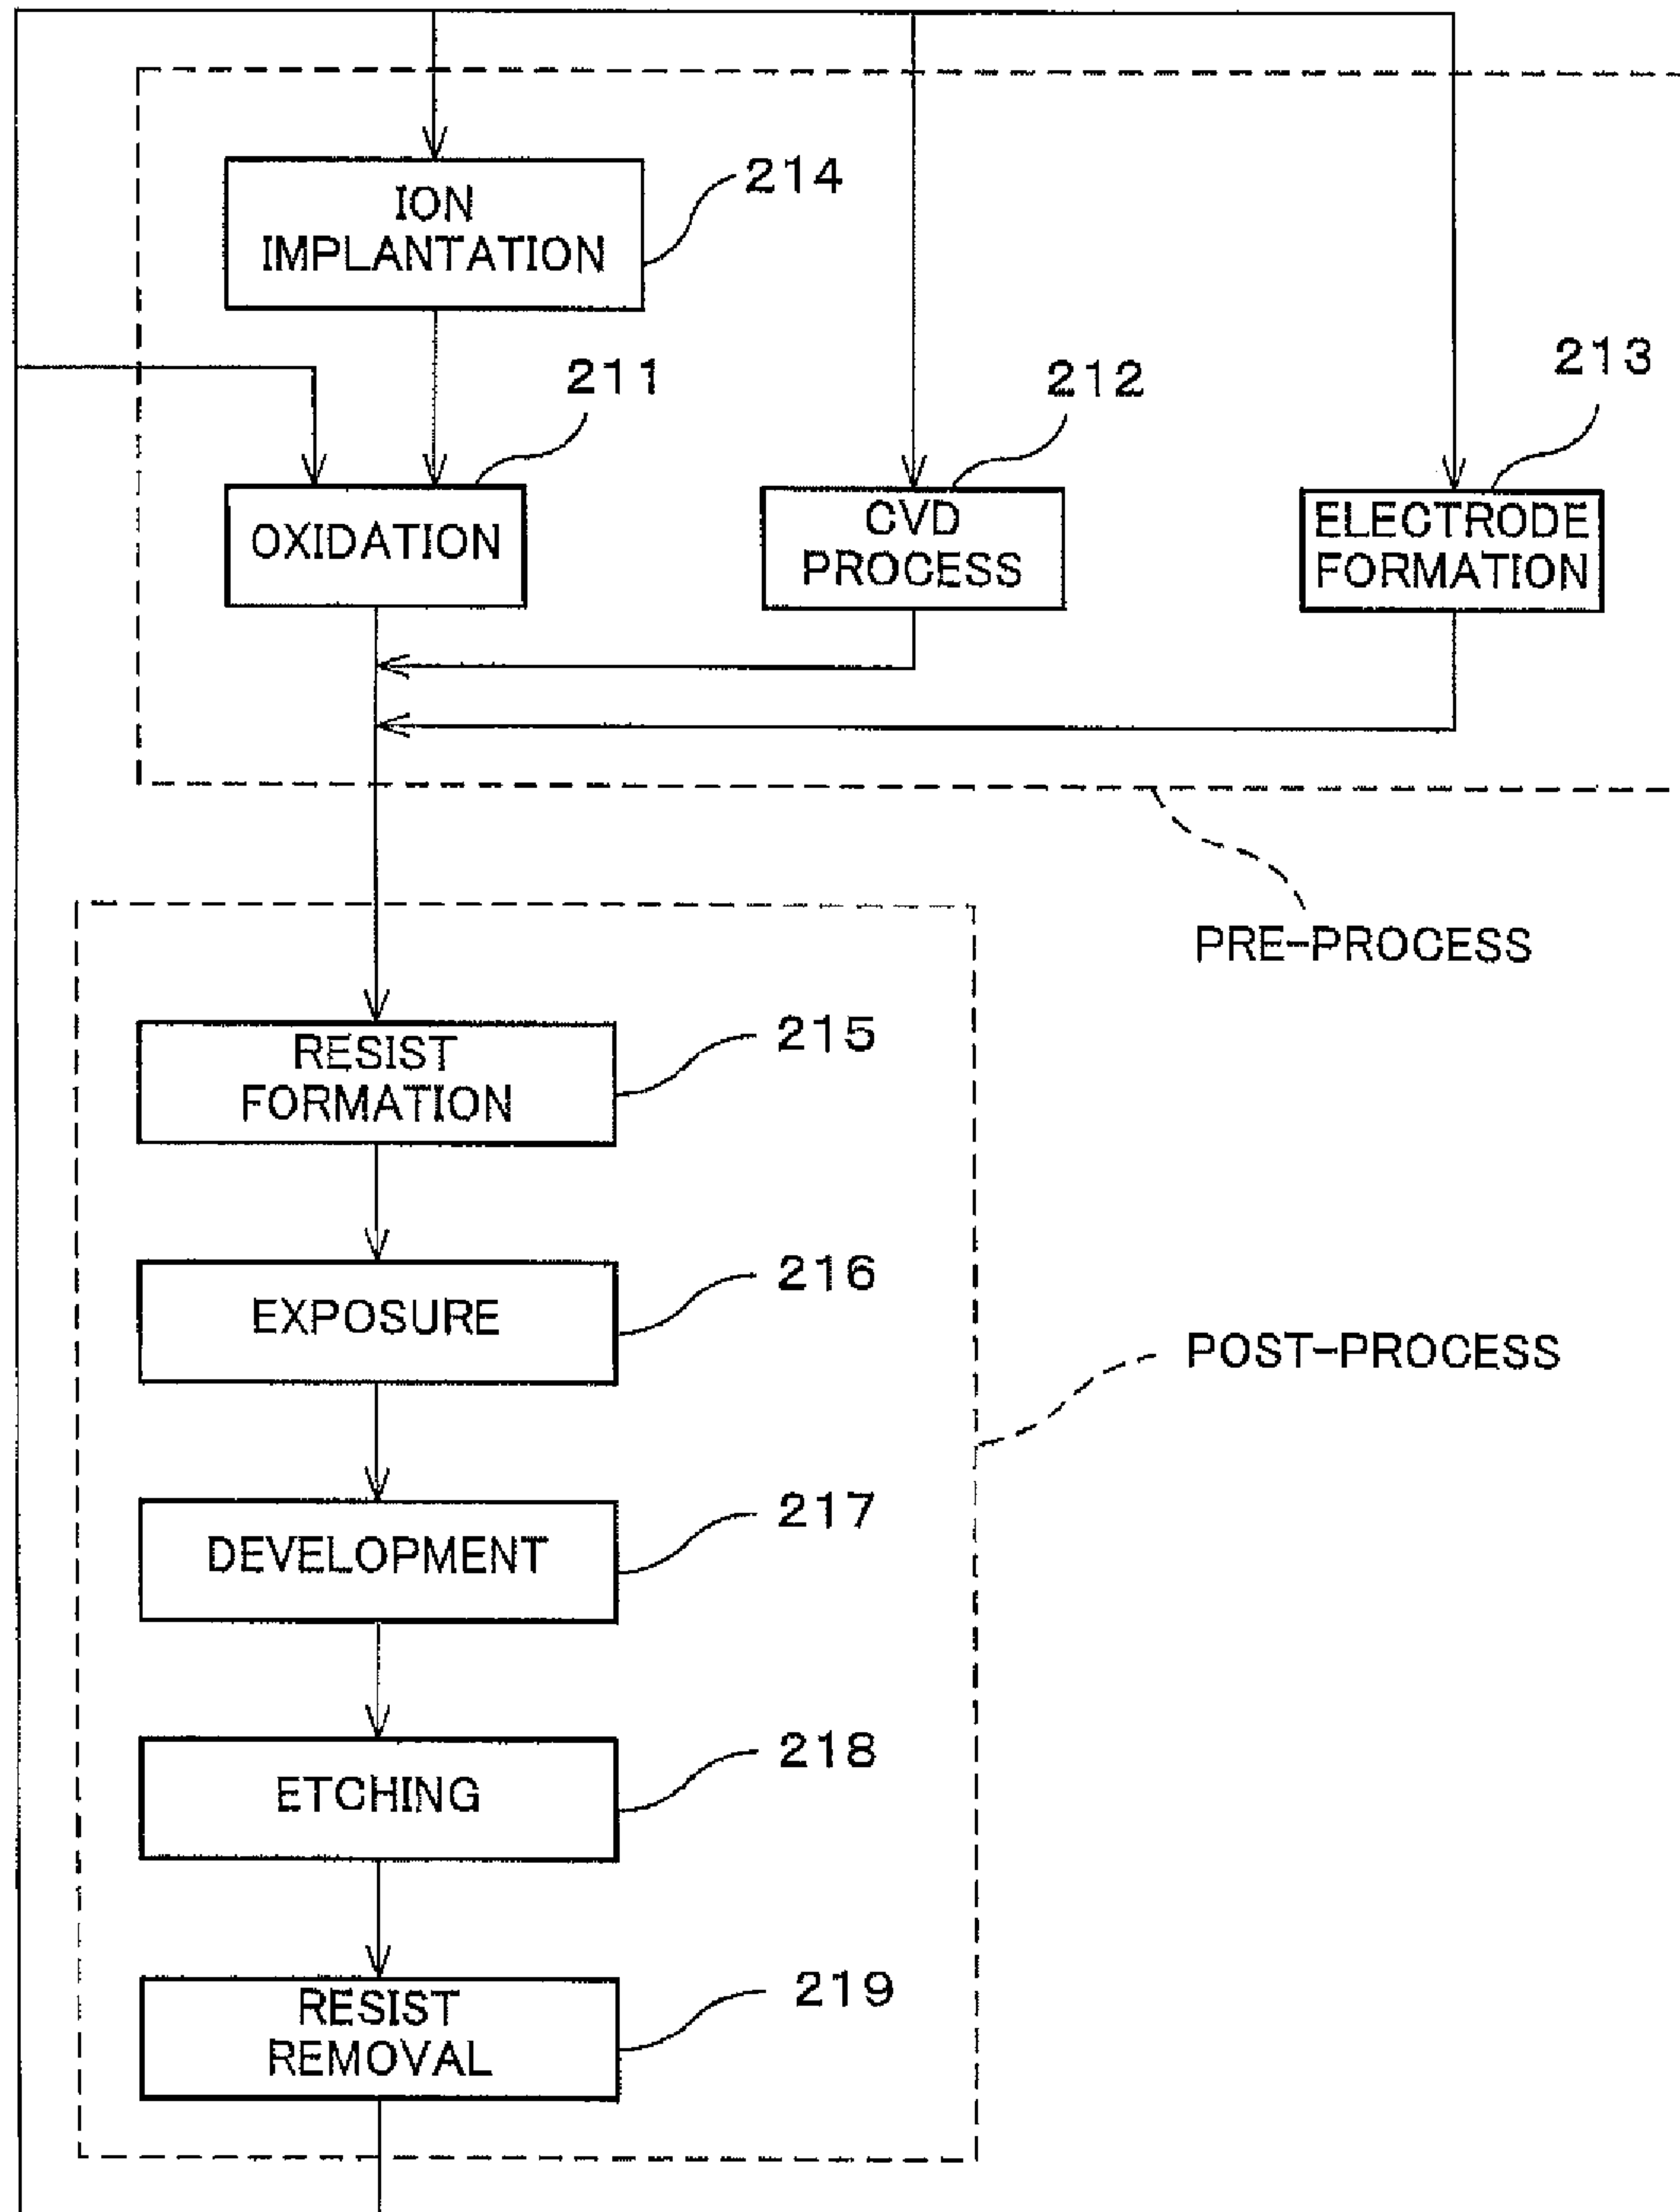 214
ION
IMPLANTATION
211
212
213
OXIDATION
CVD
PROCESS
ELECTRODE
FORMATION
PRE-PROCESS
215
RESIST
FORMATION
216
EXPOSURE
POST-PROCESS
217
DEVELOPMENT
218
ETCHING
219
RESIST
REMOVAL